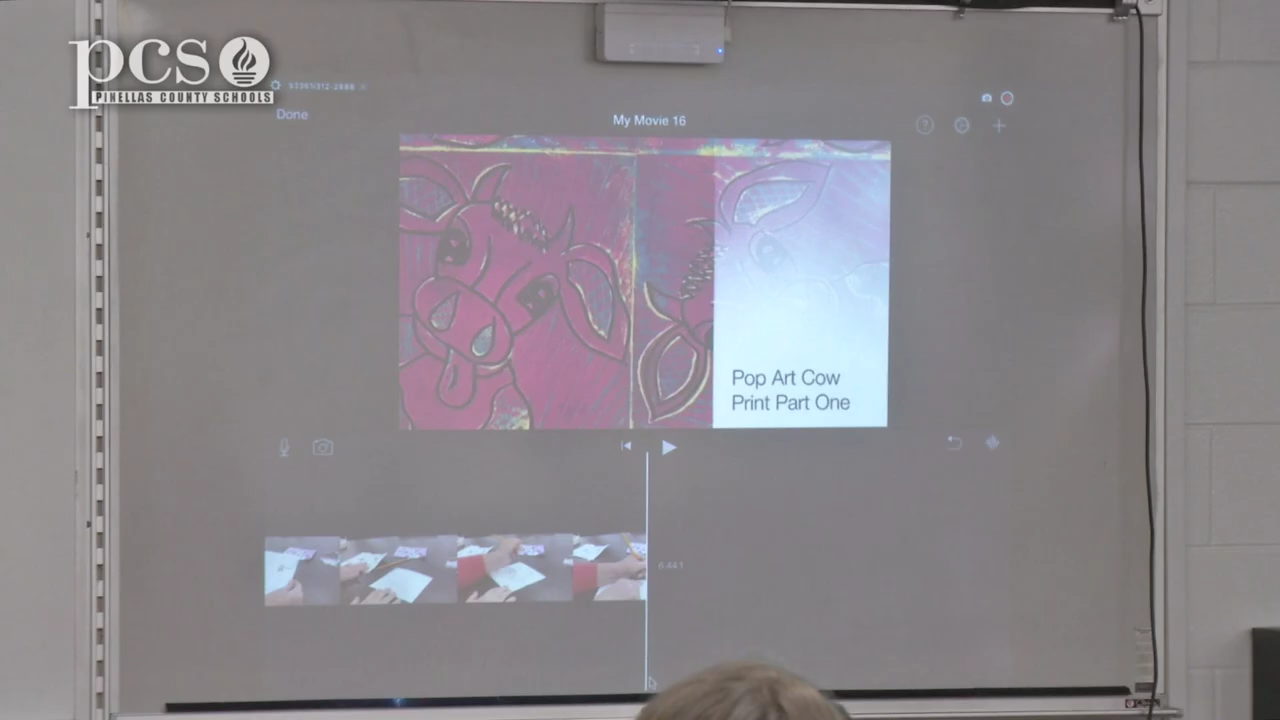 pcs
PINELLAS COUNTY SCHOOLS
Done
My Movie 16
?
Pop Art Cow
Print Part One